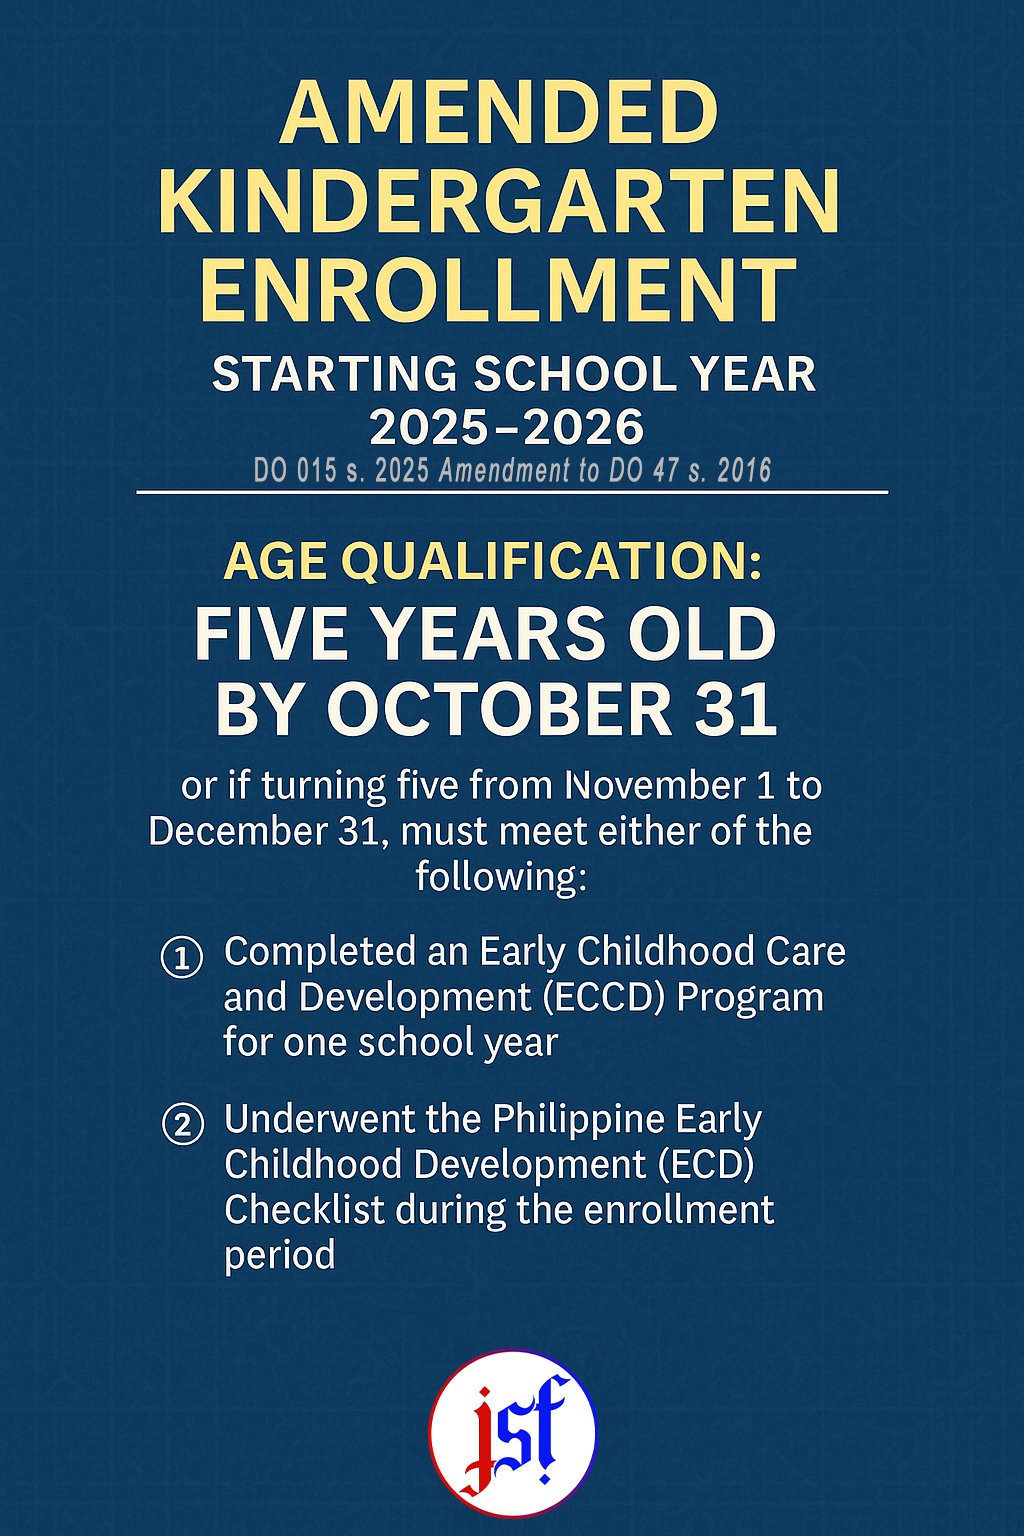 AMENDED
KINDERGARTEN
ENROLLMENT
STARTING SCHOOL YEAR
2025–2026
DO 015 s. 2025 Amendment to DO 47 s. 2016
AGE QUALIFICATION:
FIVE YEARS OLD
BY OCTOBER 31
or if turning five from November 1 to
December 31, must meet either of the
following:
① Completed an Early Childhood Care
and Development (ECCD) Program
for one school year
② Underwent the Philippine Early
Childhood Development (ECD)
Checklist during the enrollment
period
jsf